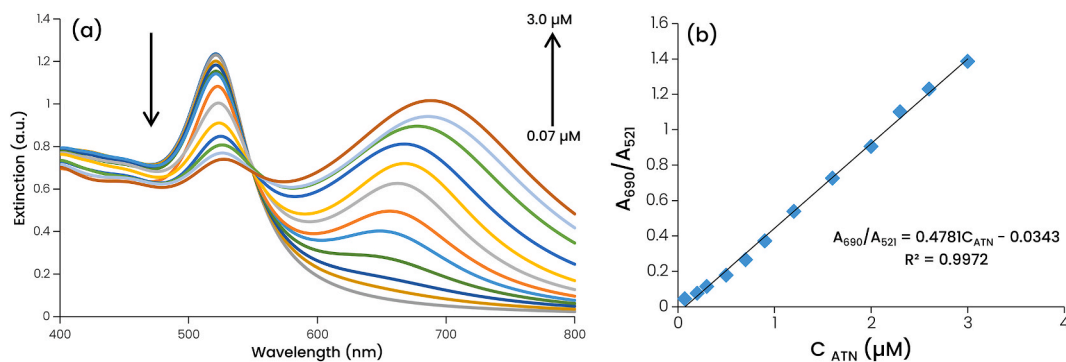 (a)
Extinction (a.u.)
1.4
1.2
1
0.8
0.6
0.4
0.2
0
400
500
600
700
800
Wavelength (nm)
3.0 μM
0.07 μM
(b)
A690/A521
1.6
1.4
1.2
1
0.8
0.6
0.4
0.2
0
0
1
2
3
4
C ATN (μM)
A690/A521 = 0.4781CATN - 0.0343
R² = 0.9972